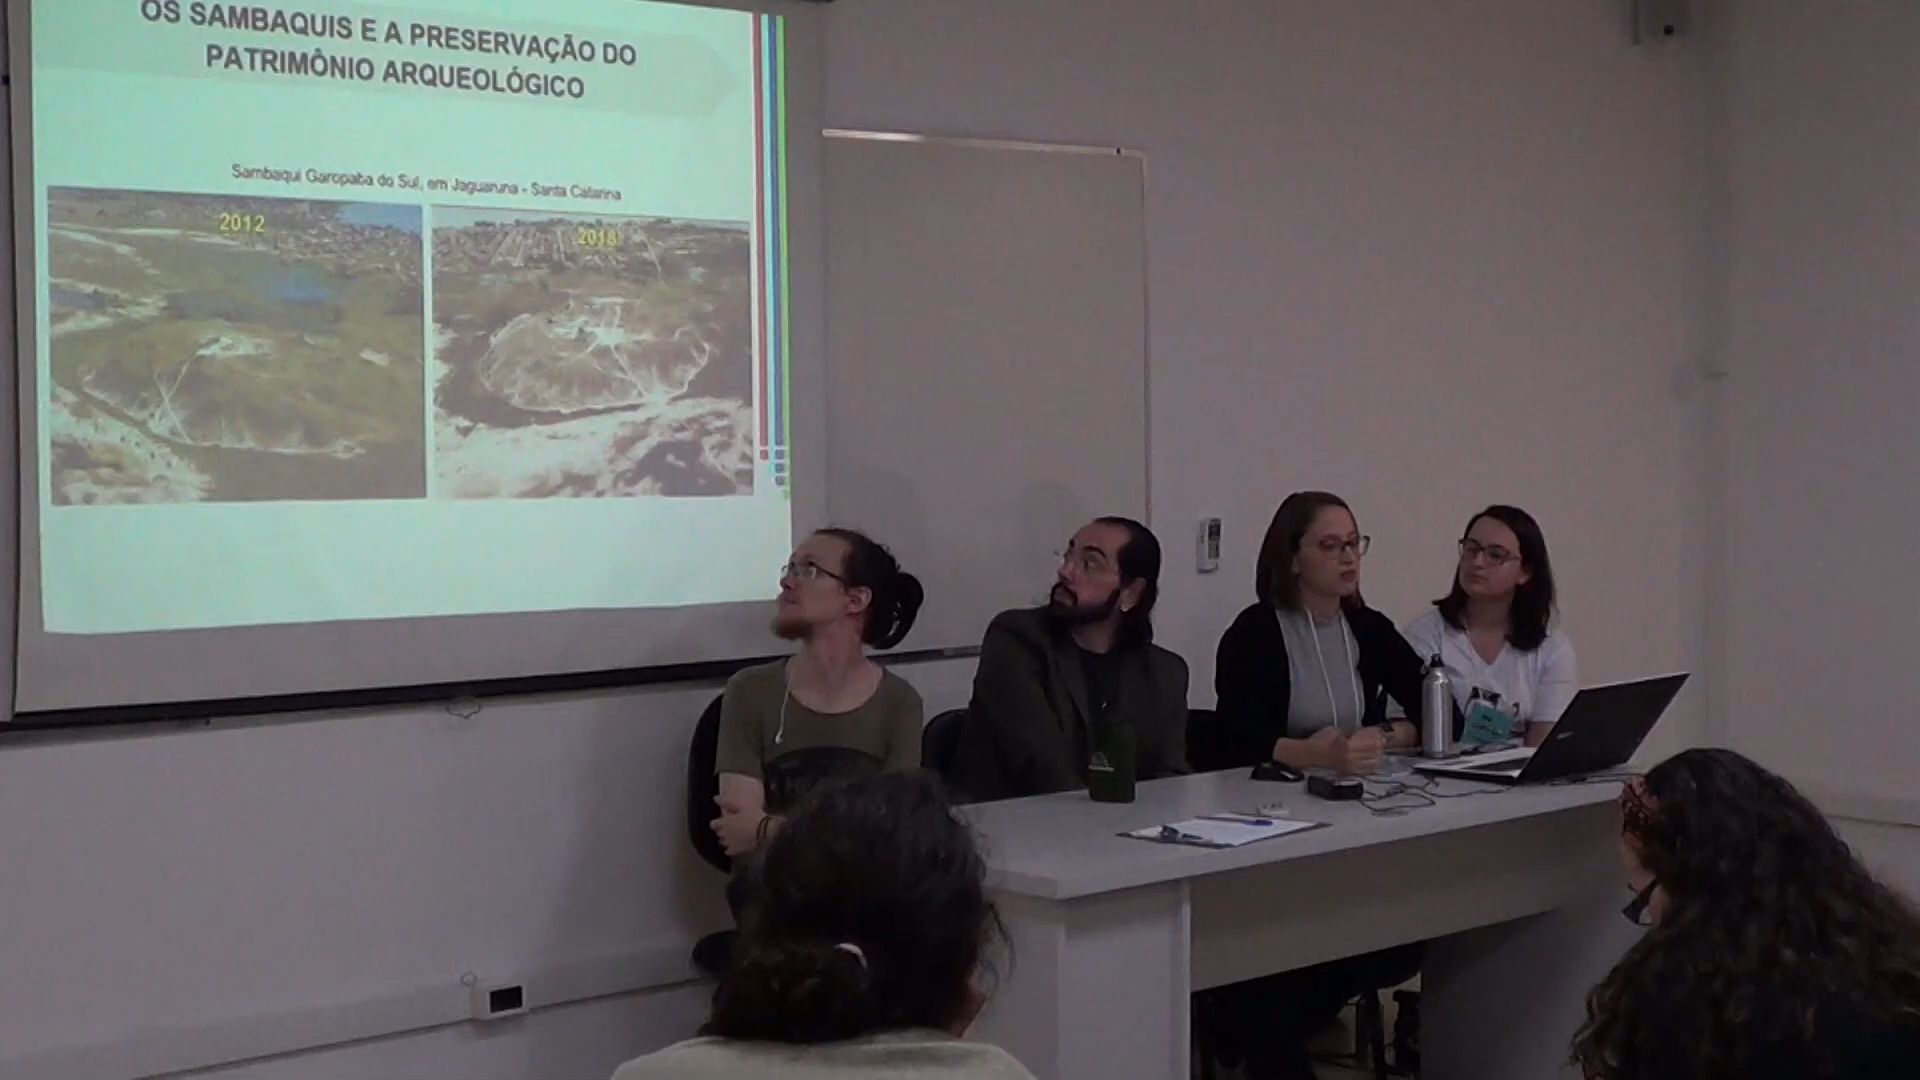 OS SAMBAQUIS E A PRESERVAÇÃO DO
PATRIMÔNIO ARQUEOLÓGICO
Sambaqui Garopaba do Sul, em Jaguaruna - Santa Catarina
2012
2018